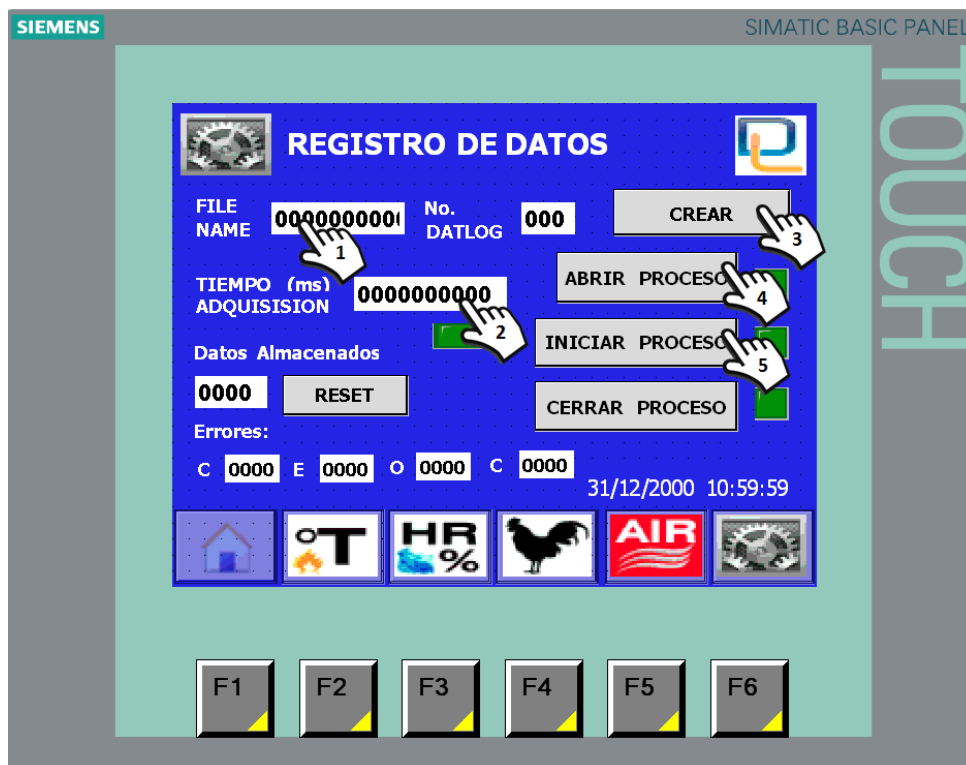 SIEMENS
SIMATIC BASIC PANEL
TOUCH
REGISTRO DE DATOS
FILE NAME
0000000000
No. DATLOG
000
CREAR
3
1
TIEMPO (ms)
ADQUISISION
0000000000
2
ABRIR PROCESO
4
INICIAR PROCESO
5
Datos Almacenados
0000
RESET
CERRAR PROCESO
Errores:
C 0000 E 0000 O 0000 C 0000
31/12/2000 10:59:59
°T
HR
%
AIR
F1 F2 F3 F4 F5 F6